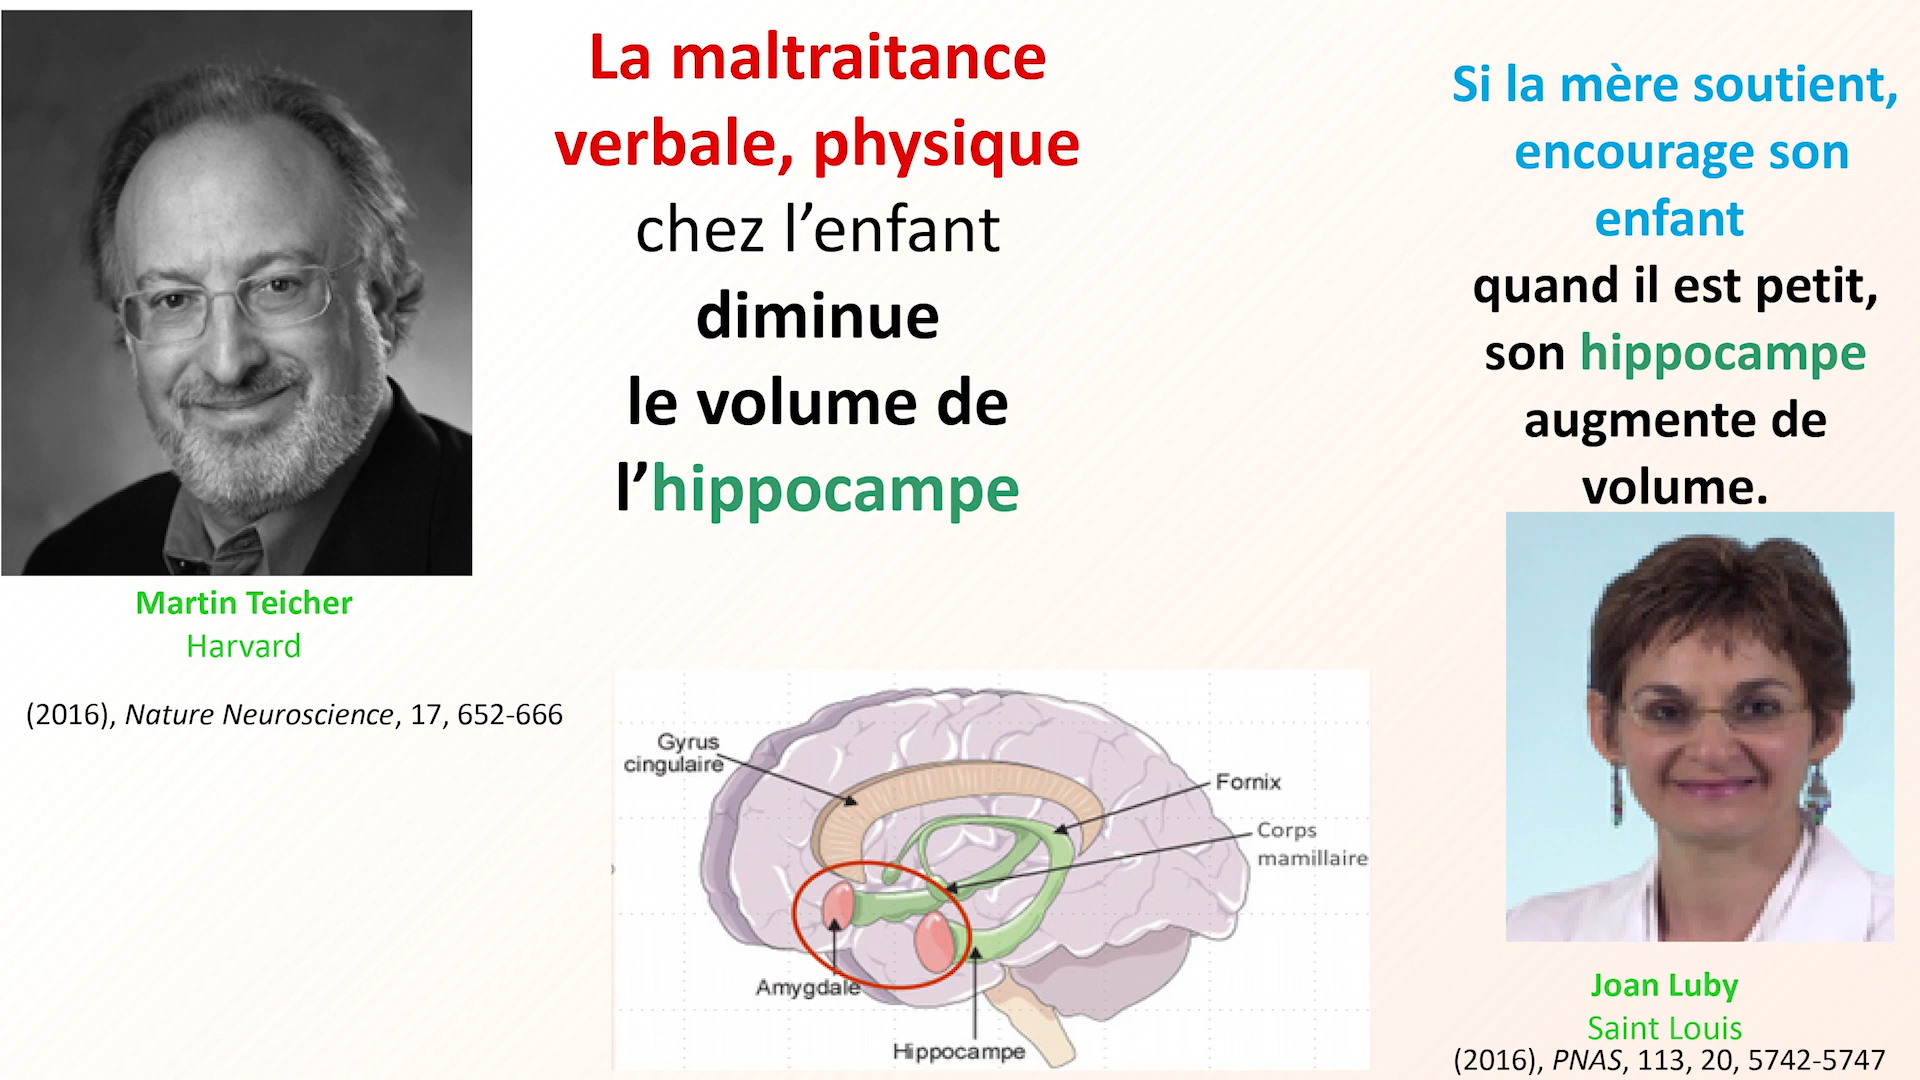 La maltraitance
verbale, physique
chez l’enfant
diminue
le volume de
l’hippocampe
Martin Teicher
Harvard
(2016), Nature Neuroscience, 17, 652-666
Si la mère soutient,
encourage son
enfant
quand il est petit,
son hippocampe
augmente de
volume.
Joan Luby
Saint Louis
(2016), PNAS, 113, 20, 5742-5747
Gyrus
cingulaire
Fornix
Corps
mamillaire
Amygdale
Hippocampe